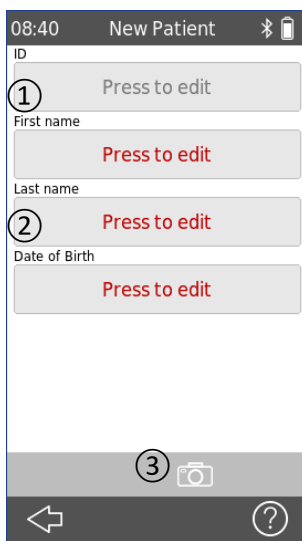 08:40 New Patient
ID
① Press to edit
First name
Press to edit
Last name
② Press to edit
Date of Birth
Press to edit
③
?